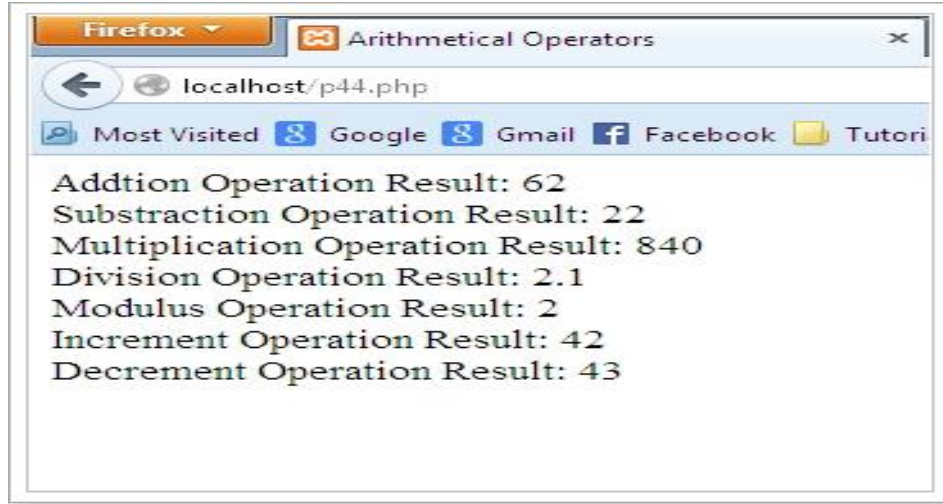 Firefox
Arithmetical Operators
localhost/p44.php
Most Visited Google Gmail Facebook Tutori
Addtion Operation Result: 62
Substraction Operation Result: 22
Multiplication Operation Result: 840
Division Operation Result: 2.1
Modulus Operation Result: 2
Increment Operation Result: 42
Decrement Operation Result: 43